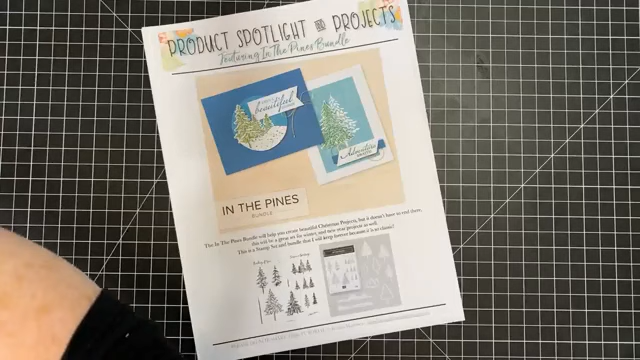 PRODUCT SPOTLIGHT AND PROJECTS
Featuring In The Pines Bundle
beautiful
Adventure
IN THE PINES
BUNDLE
This In The Pines Bundle will help you create beautiful Christmas Projects, but it doesn't have to end there,
this will be a great set for winter, and new year projects as well.
This is a Stamp Set and bundle that I will keep forever because it is so classic!